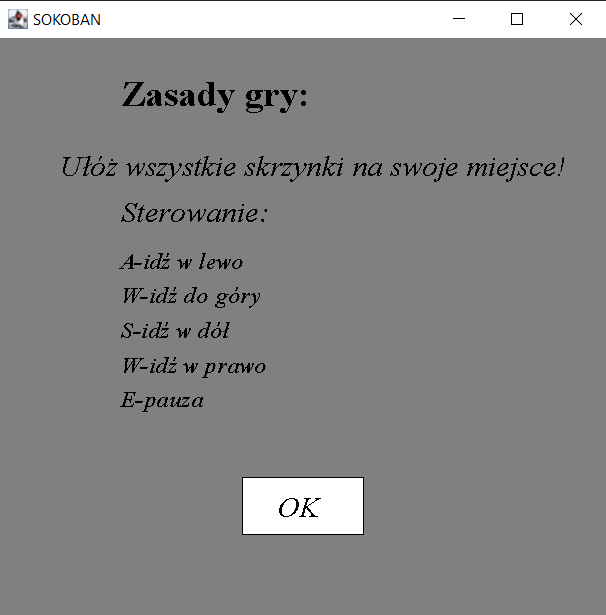 SOKOBAN
Zasady gry:
Ułóż wszystkie skrzynki na swoje miejsce!
Sterowanie:
A-idź w lewo
W-idź do góry
S-idź w dół
W-idź w prawo
E-pauza
OK